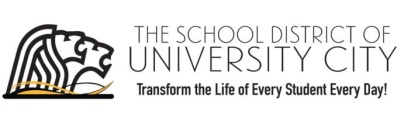 THE SCHOOL DISTRICT OF
UNIVERSITY CITY
Transform the Life of Every Student Every Day!